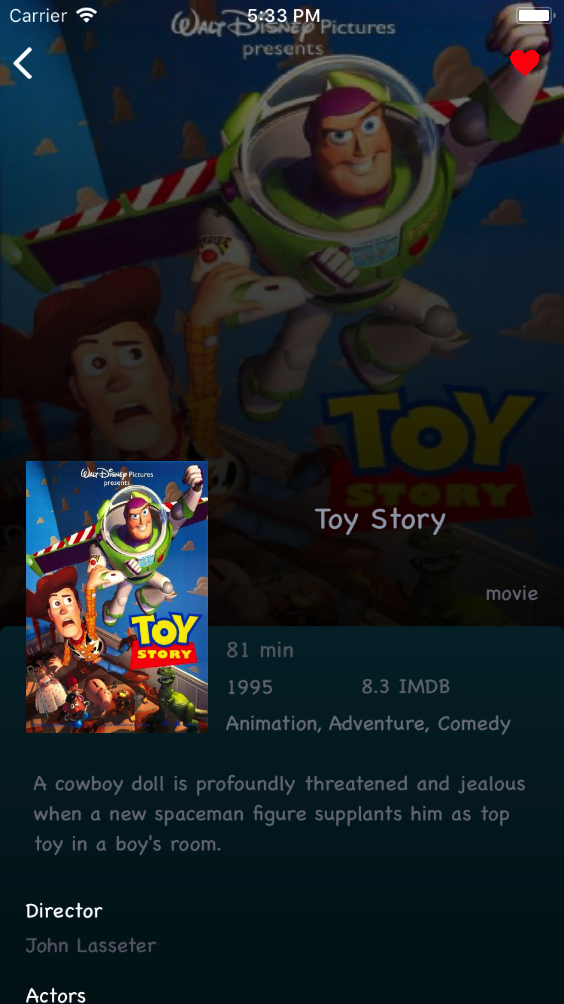 Carrier 5:33 PM
WALT DISNEY Pictures
presents
TOY
STORY
WALT DISNEY Pictures
presents
TOY
STORY
Toy Story
movie
81 min
1995 8.3 IMDB
Animation, Adventure, Comedy
A cowboy doll is profoundly threatened and jealous
when a new spaceman figure supplants him as top
toy in a boy's room.
Director
John Lasseter
Actors